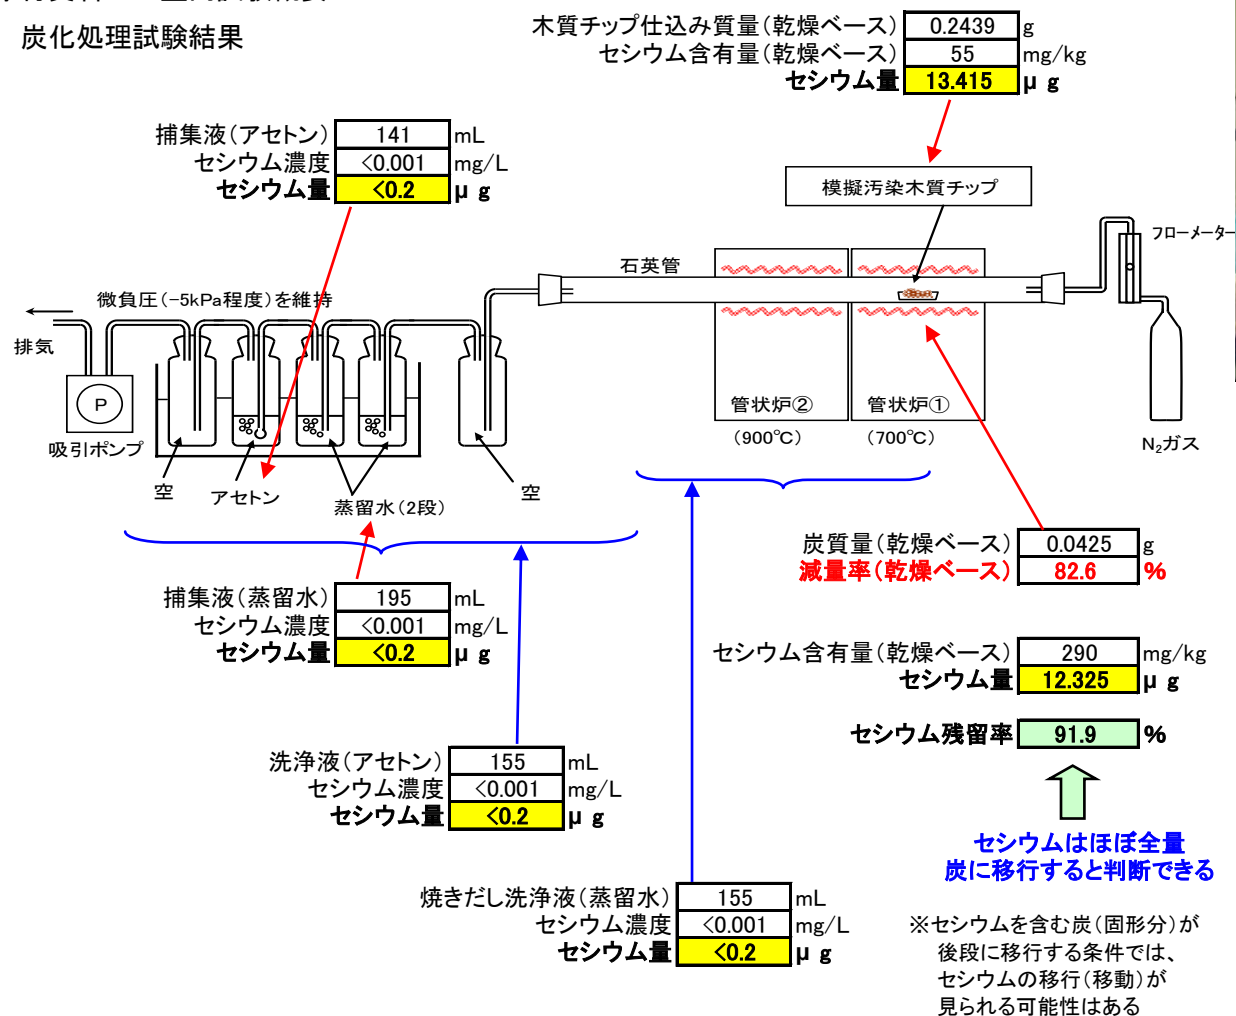 炭化処理試験結果
木質チップ仕込み質量(乾燥ベース) 0.2439 g
セシウム含有量(乾燥ベース) 55 mg/kg
セシウム量 13.415 μg
捕集液(アセトン) 141 mL
セシウム濃度 <0.001 mg/L
セシウム量 <0.2 μg
模擬汚染木質チップ
フローメーター
石英管
微負圧(-5kPa程度)を維持
排気
P
吸引ポンプ
管状炉② 管状炉①
(900℃) (700℃)
N₂ガス
空
アセトン
蒸留水(2段)
空
炭質量(乾燥ベース) 0.0425 g
減量率(乾燥ベース) 82.6 %
捕集液(蒸留水) 195 mL
セシウム濃度 <0.001 mg/L
セシウム量 <0.2 μg
セシウム含有量(乾燥ベース) 290 mg/kg
セシウム量 12.325 μg
セシウム残留率 91.9 %
洗浄液(アセトン) 155 mL
セシウム濃度 <0.001 mg/L
セシウム量 <0.2 μg
セシウムはほぼ全量
炭に移行すると判断できる
焼きだし洗浄液(蒸留水) 155 mL
セシウム濃度 <0.001 mg/L
セシウム量 <0.2 μg
※セシウムを含む炭(固形分)が
後段に移行する条件では、
セシウムの移行(移動)が
見られる可能性はある